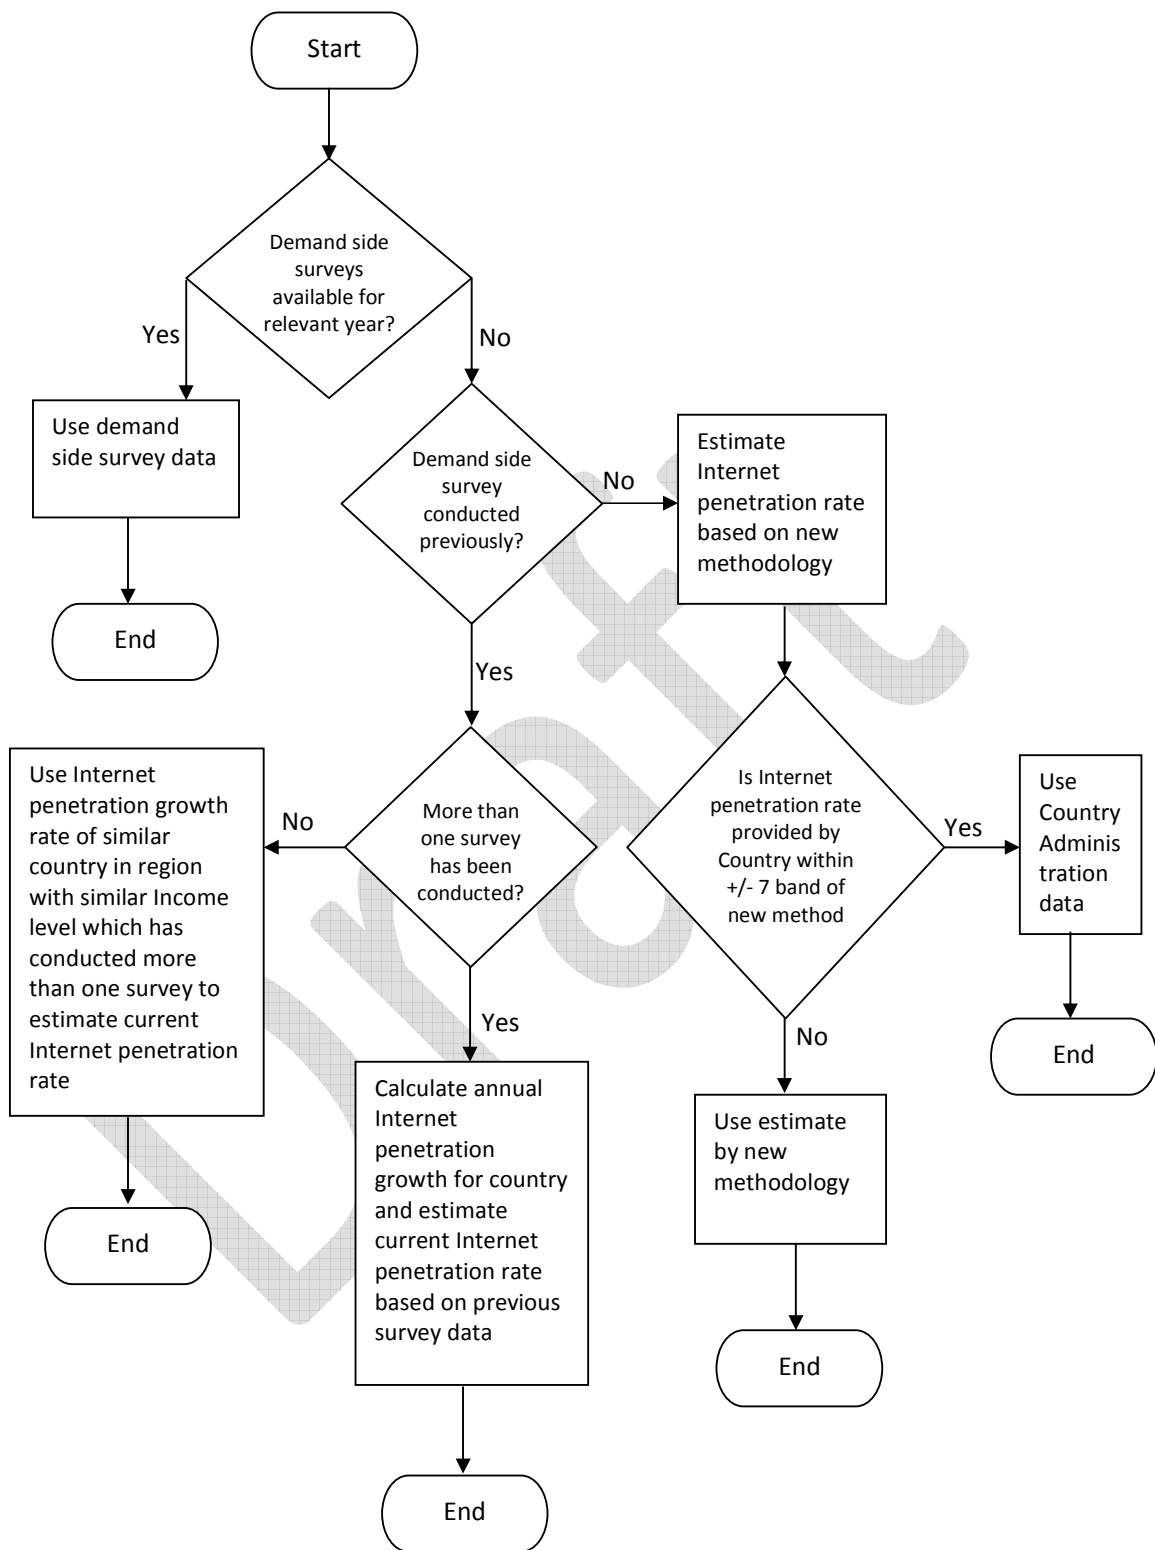 Start
Demand side
surveys
available for
relevant year?
Yes
No
Use demand
side survey data
End
Demand side
survey
conducted
previously?
No
Estimate
Internet
penetration rate
based on new
methodology
Yes
Use Internet
penetration growth
rate of similar
country in region
with similar Income
level which has
conducted more
than one survey to
estimate current
Internet penetration
rate
No
More than
one survey
has been
conducted?
Is Internet
penetration rate
provided by
Country within
+/- 7 band of
new method
Yes
Use
Country
Adminis
tration
data
End
Yes
No
End
Calculate annual
Internet
penetration
growth for country
and estimate
current Internet
penetration rate
based on previous
survey data
Use estimate
by new
methodology
End
End
Draft